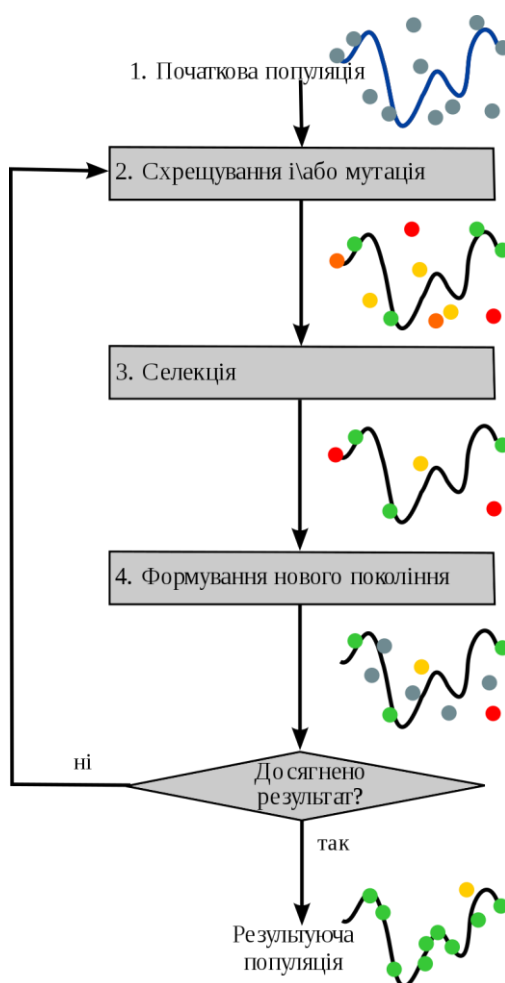 1. Початкова популяція
2. Схрещування і\або мутація
3. Селекція
4. Формування нового покоління
Досягнено
результат?
ні
так
Результуюча
популяція